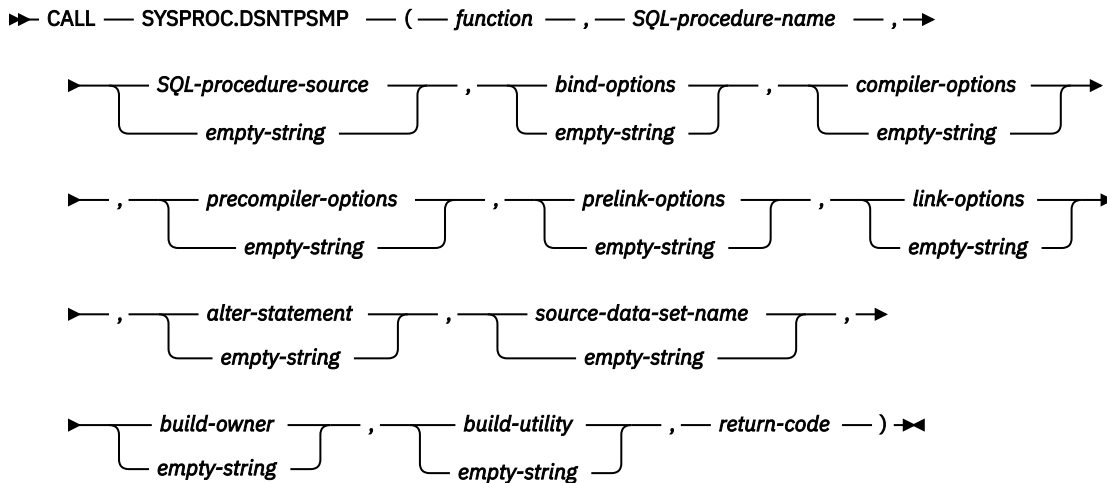 CALL SYSPROC.DSNTPSMP ( function , SQL-procedure-name ,
SQL-procedure-source , bind-options , compiler-options
empty-string empty-string empty-string
, precompiler-options , prelink-options , link-options
empty-string empty-string empty-string
, alter-statement , source-data-set-name ,
empty-string empty-string
build-owner , build-utility , return-code )
empty-string empty-string